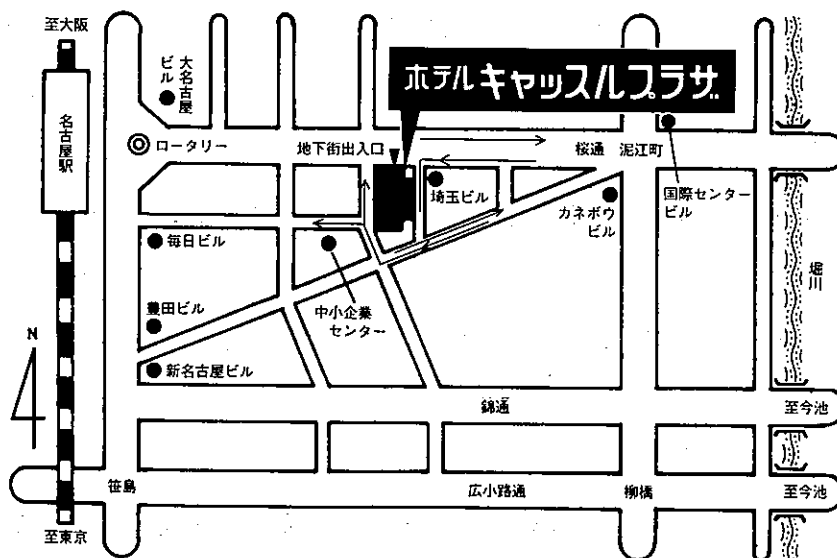 至大阪
大名古屋
ビル
ホテルキャッスルプラザ
名古屋駅
ロータリー
地下街出入口
桜通
泥江町
埼玉ビル
国際センター
ビル
カネボウ
ビル
毎日ビル
堀川
豊田ビル
中小企業
センター
N
新名古屋ビル
錦通
至今池
笹島
広小路通
柳橋
至今池
至東京